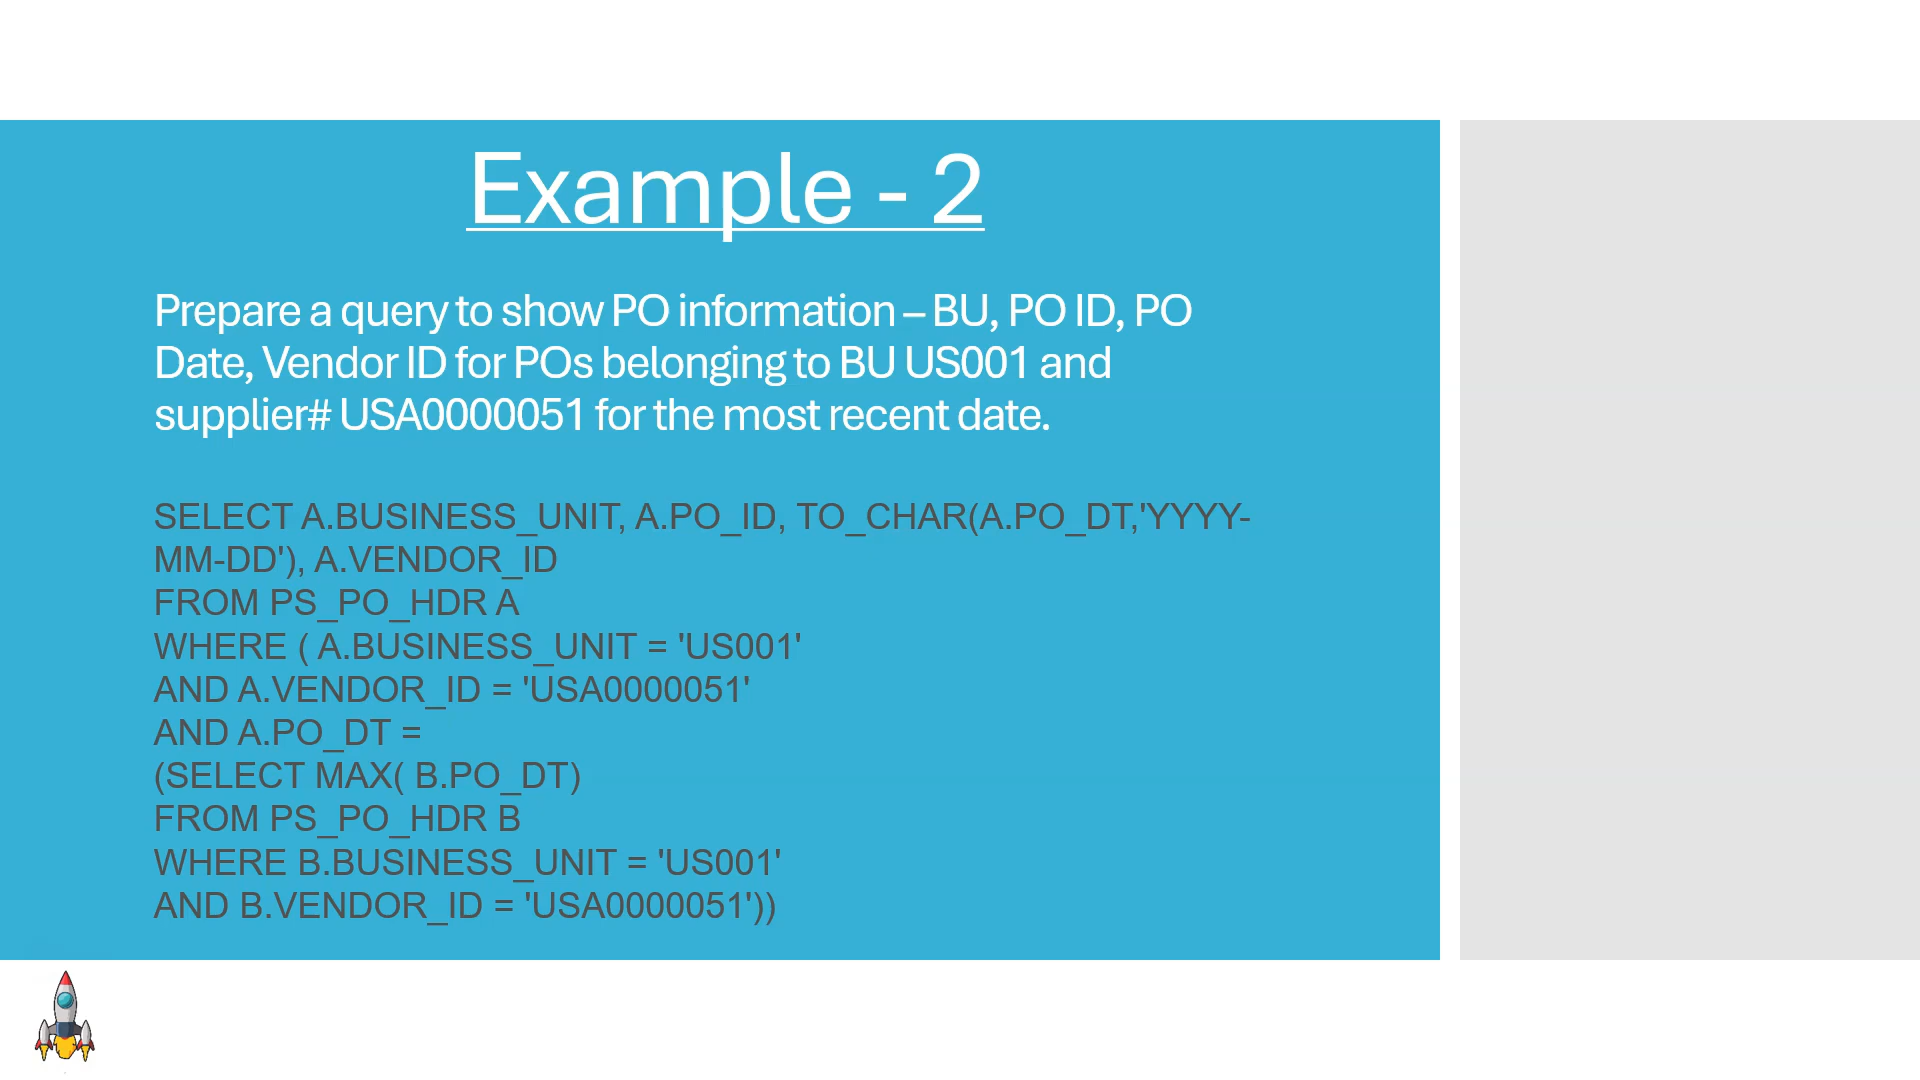 Example - 2
Prepare a query to show PO information – BU, PO ID, PO
Date, Vendor ID for POs belonging to BU US001 and
supplier# USA0000051 for the most recent date.
SELECT A.BUSINESS_UNIT, A.PO_ID, TO_CHAR(A.PO_DT,'YYYY-
MM-DD'), A.VENDOR_ID
FROM PS_PO_HDR A
WHERE ( A.BUSINESS_UNIT = 'US001'
AND A.VENDOR_ID = 'USA0000051'
AND A.PO_DT =
(SELECT MAX( B.PO_DT)
FROM PS_PO_HDR B
WHERE B.BUSINESS_UNIT = 'US001'
AND B.VENDOR_ID = 'USA0000051'))